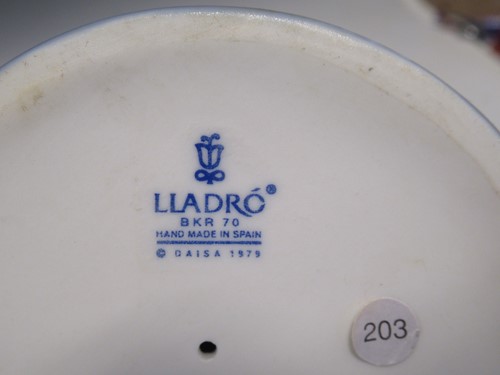 LLADRÓ®
BKR 70
HAND MADE IN SPAIN
© DAISA 1979
203